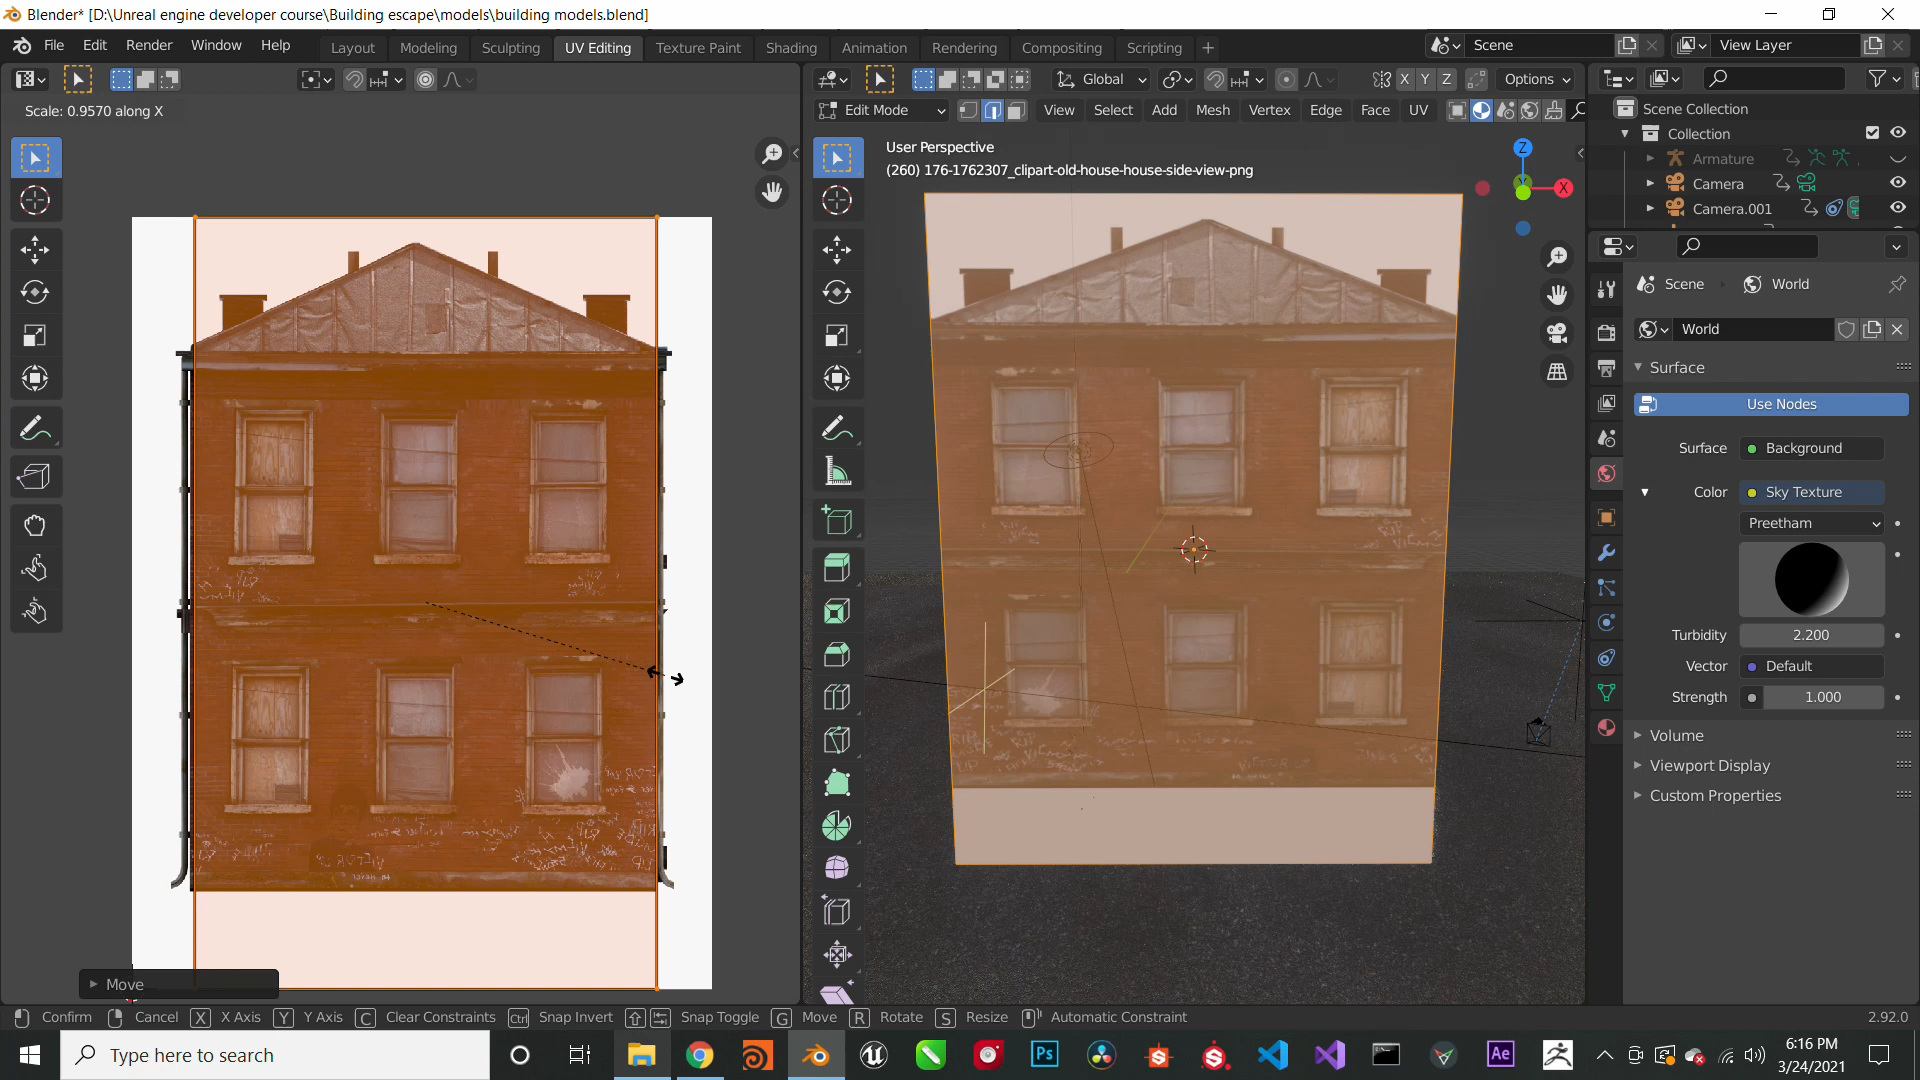 Blender* [D:\Unreal engine developer course\Building escape\models\building models.blend]
File Edit Render Window Help
Layout Modeling Sculpting UV Editing Texture Paint Shading Animation Rendering Compositing Scripting +
Scene
View Layer
Global
X Y Z
Options
Scale: 0.9570 along X
Edit Mode
View Select Add Mesh Vertex Edge Face UV
User Perspective
(260) 176-1762307_clipart-old-house-house-side-view-png
Z
X
Scene Collection
Collection
Armature
Camera
Camera.001
Scene World
World
Surface
Use Nodes
Surface Background
Color Sky Texture
Preetham
Turbidity 2.200
Vector Default
Strength 1.000
Volume
Viewport Display
Custom Properties
Move
Confirm Cancel X X Axis Y Y Axis C Clear Constraints Ctrl Snap Invert Snap Toggle G Move R Rotate S Resize Automatic Constraint 2.92.0
Type here to search
Ps
Ae
6:16 PM
3/24/2021